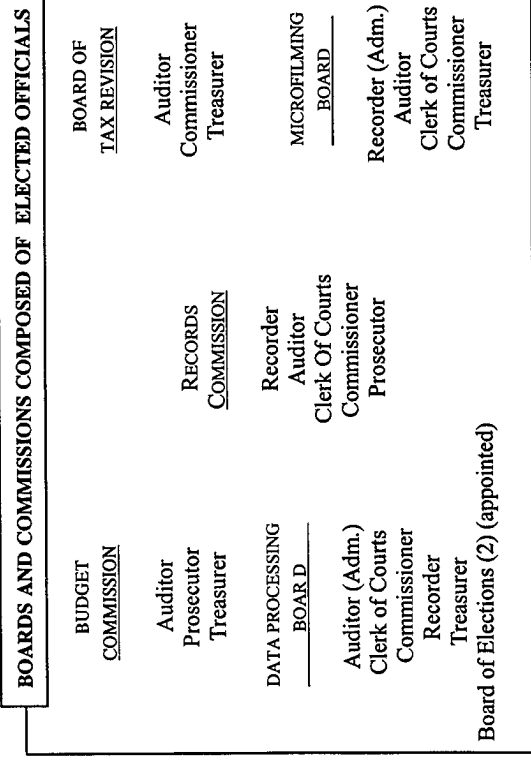 BOARDS AND COMMISSIONS COMPOSED OF ELECTED OFFICIALS
BUDGET
COMMISSION
Auditor
Prosecutor
Treasurer
RECORDS
COMMISSION
Recorder
Auditor
Clerk Of Courts
Commissioner
Prosecutor
BOARD OF
TAX REVISION
Auditor
Commissioner
Treasurer
DATA PROCESSING
BOAR D
Auditor (Adm.)
Clerk of Courts
Commissioner
Recorder
Treasurer
Board of Elections (2) (appointed)
MICROFILMING
BOARD
Recorder (Adm.)
Auditor
Clerk of Courts
Commissioner
Treasurer